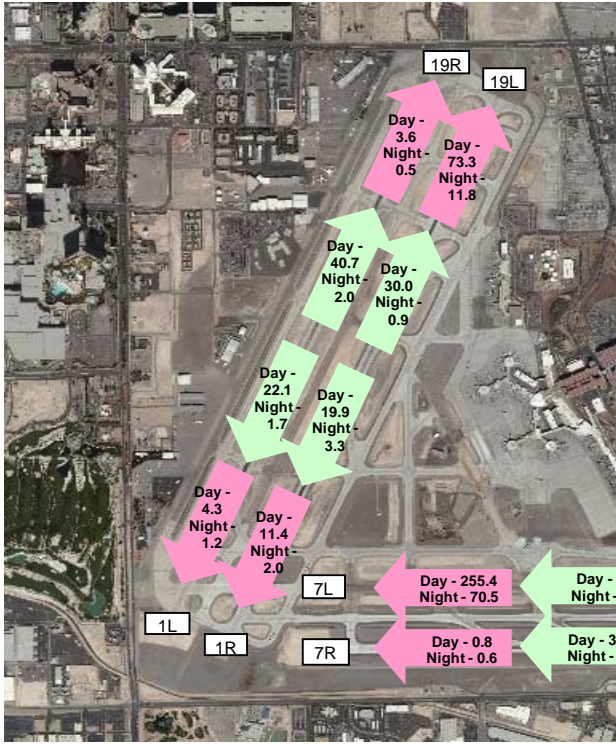 19R
19L
Day -
3.6
Night -
0.5
Day -
73.3
Night -
11.8
Day -
40.7
Night -
2.0
Day -
30.0
Night -
0.9
Day -
22.1
Night -
1.7
Day -
19.9
Night -
3.3
Day -
4.3
Night -
1.2
Day -
11.4
Night -
2.0
7L
Day - 255.4
Night - 70.5
Day -
Night -
1L
1R
7R
Day - 0.8
Night - 0.6
Day - 3
Night -